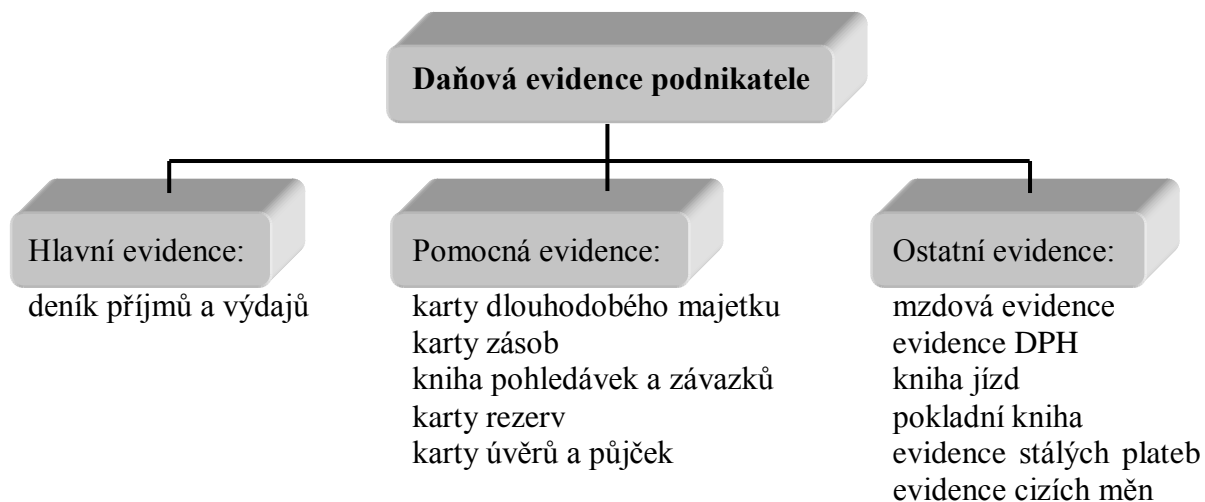 Daňová evidence podnikatele
Hlavní evidence:
deník příjmů a výdajů
Pomocná evidence:
karty dlouhodobého majetku
karty zásob
kniha pohledávek a závazků
karty rezerv
karty úvěrů a půjček
Ostatní evidence:
mzdová evidence
evidence DPH
kniha jízd
pokladní kniha
evidence stálých plateb
evidence cizích měn